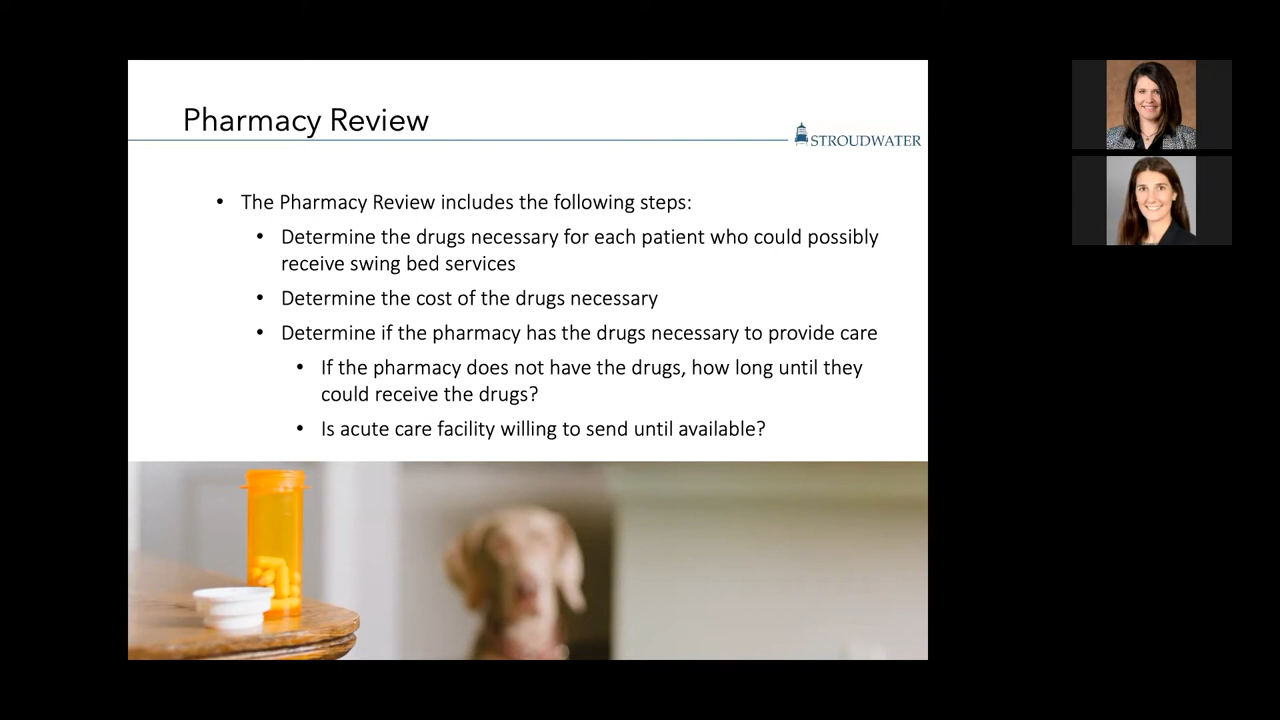 Pharmacy Review
STROUDWATER
• The Pharmacy Review includes the following steps:
• Determine the drugs necessary for each patient who could possibly
receive swing bed services
• Determine the cost of the drugs necessary
• Determine if the pharmacy has the drugs necessary to provide care
• If the pharmacy does not have the drugs, how long until they
could receive the drugs?
• Is acute care facility willing to send until available?